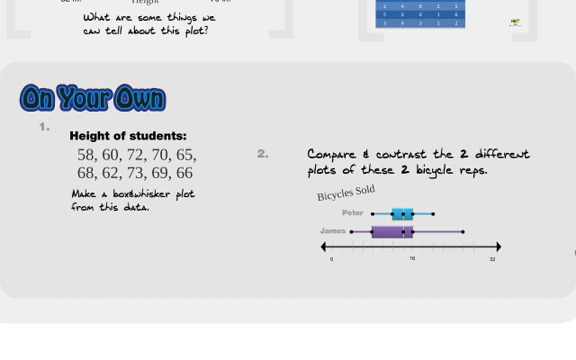 Height
What are some things we
can tell about this plot?
On Your Own
1.
Height of students:
58, 60, 72, 70, 65,
68, 62, 73, 69, 66
Make a box&whisker plot
from this data.
2.
Compare & contrast the 2 different
plots of these 2 bicycle reps.
Bicycles Sold
Peter
James
0 16 32